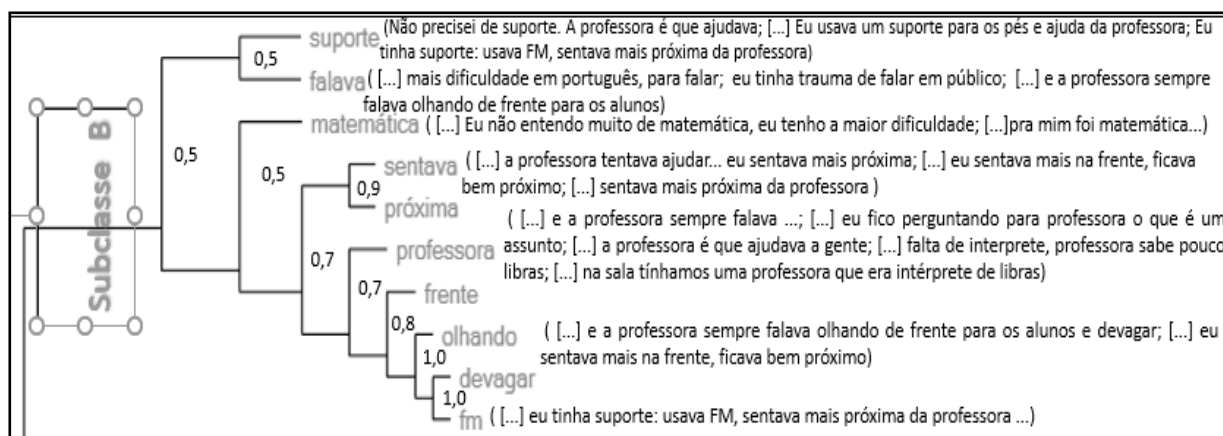 Subclasse B
suporte (Não precisei de suporte. A professora é que ajudava; [...] Eu usava um suporte para os pés e ajuda da professora; Eu
tinha suporte: usava FM, sentava mais próxima da professora)
0,5
falava ( [...] mais dificuldade em português, para falar; eu tinha trauma de falar em público; [...] e a professora sempre
falava olhando de frente para os alunos)
matemática ( [...] Eu não entendo muito de matemática, eu tenho a maior dificuldade; [...]pra mim foi matemática...)
0,5
0,5
sentava ( [...] a professora tentava ajudar... eu sentava mais próxima; [...] eu sentava mais na frente, ficava
0,9 bem próximo; [...] sentava mais próxima da professora )
próxima
( [...] e a professora sempre falava ...; [...] eu fico perguntando para professora o que é um
professora assunto; [...] a professora é que ajudava a gente; [...] falta de interprete, professora sabe pouco
0,7
libras; [...] na sala tínhamos uma professora que era intérprete de libras)
0,7
frente
0,8
olhando ( [...] e a professora sempre falava olhando de frente para os alunos e devagar; [...] eu
1,0 sentava mais na frente, ficava bem próximo)
devagar
1,0
fm ( [...] eu tinha suporte: usava FM, sentava mais próxima da professora ...)